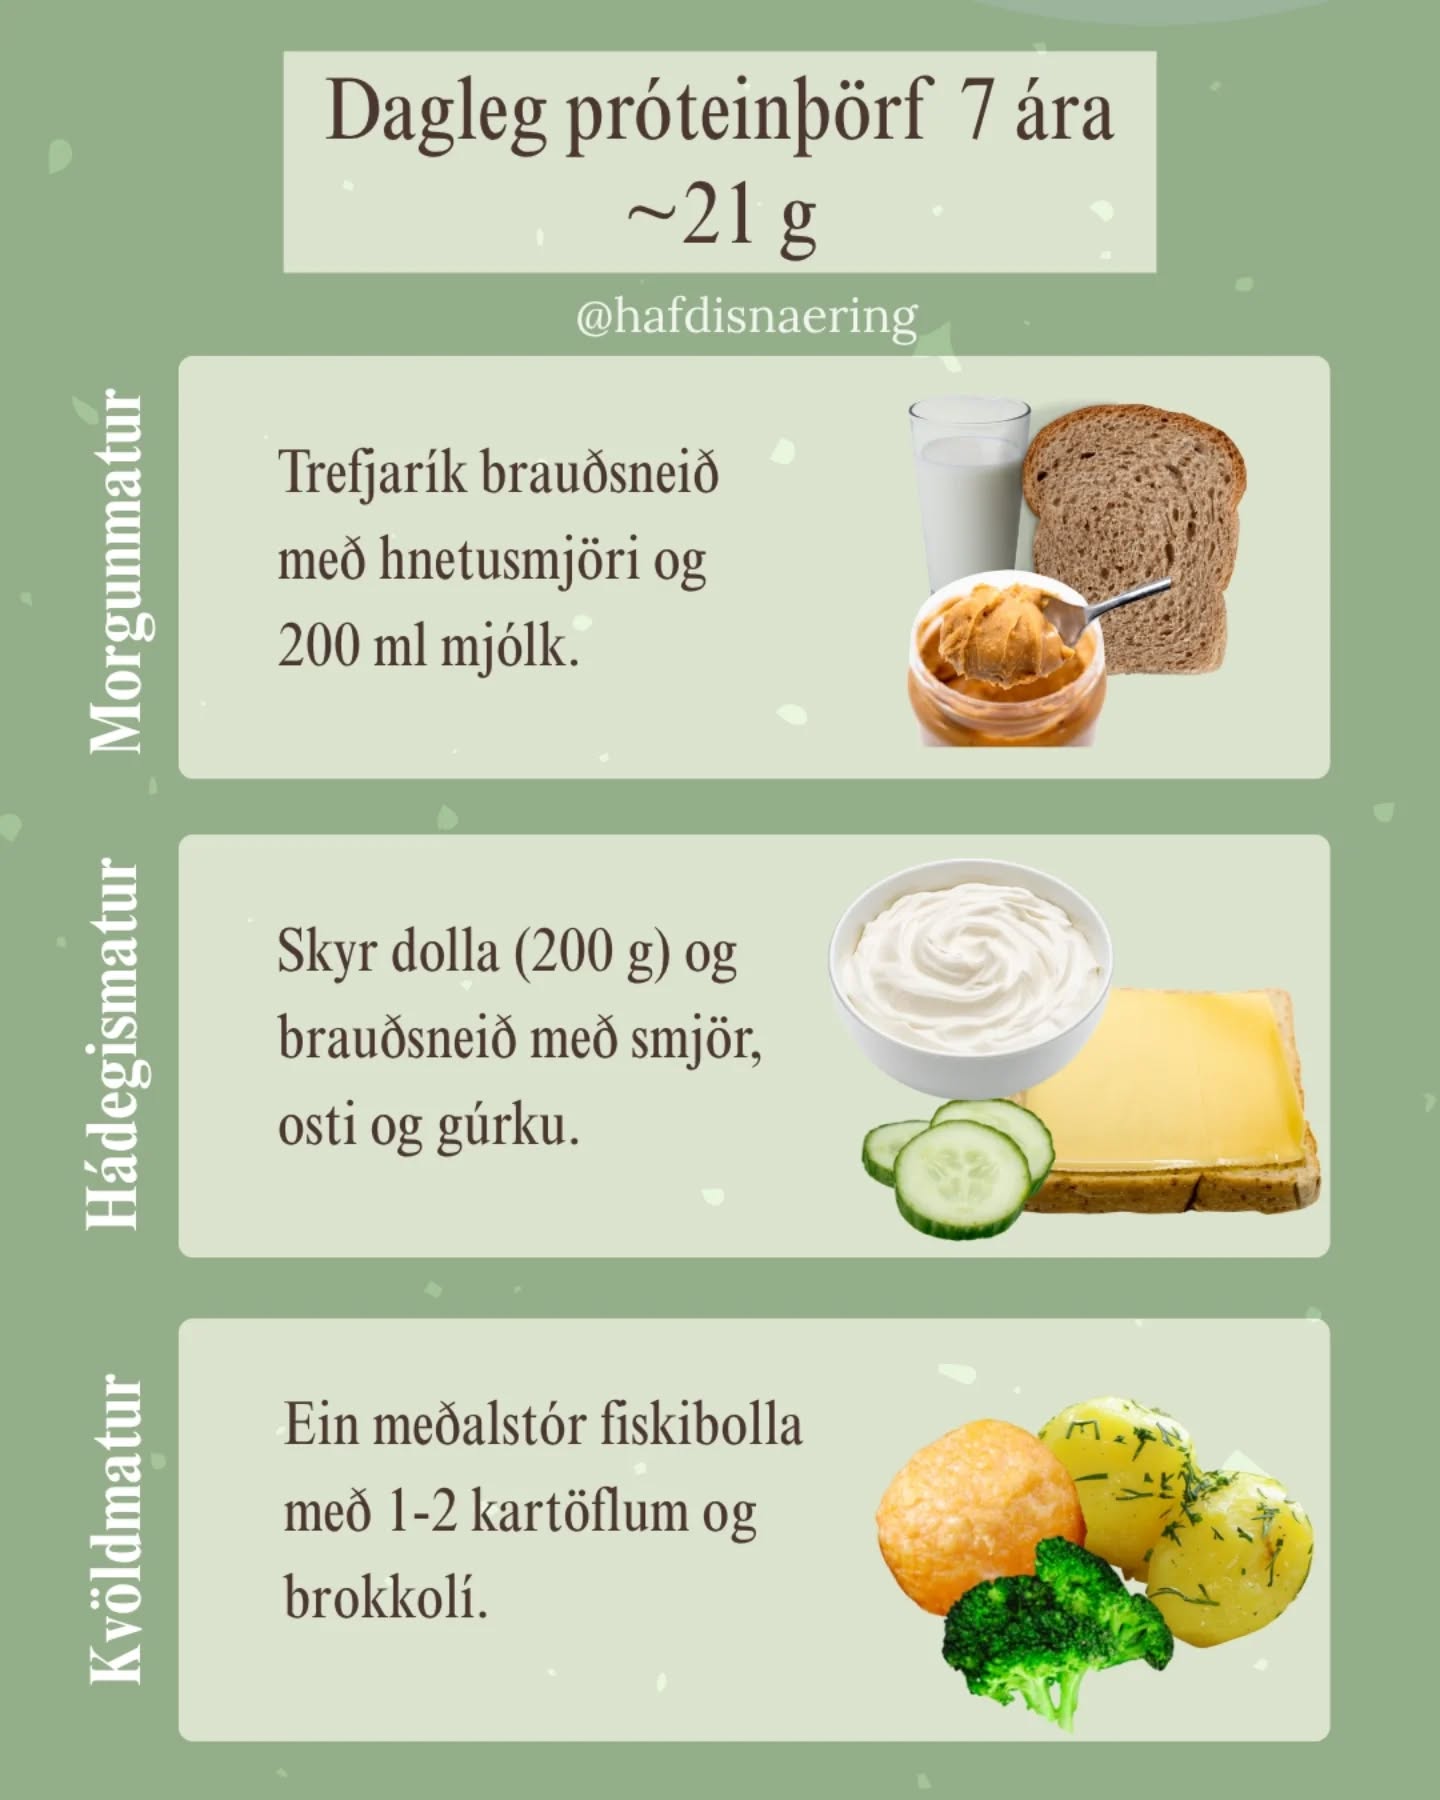 Dagleg próteinþörf 7 ára
~21 g
@hafdisnaering
Morgunmatur
Trefjarík brauðsneið
með hnetusmjöri og
200 ml mjólk.
Hádegismatur
Skyr dolla (200 g) og
brauðsneið með smjör,
osti og gúrku.
Kvöldmatur
Ein meðalstór fiskibolla
með 1-2 kartöflum og
brokkolí.